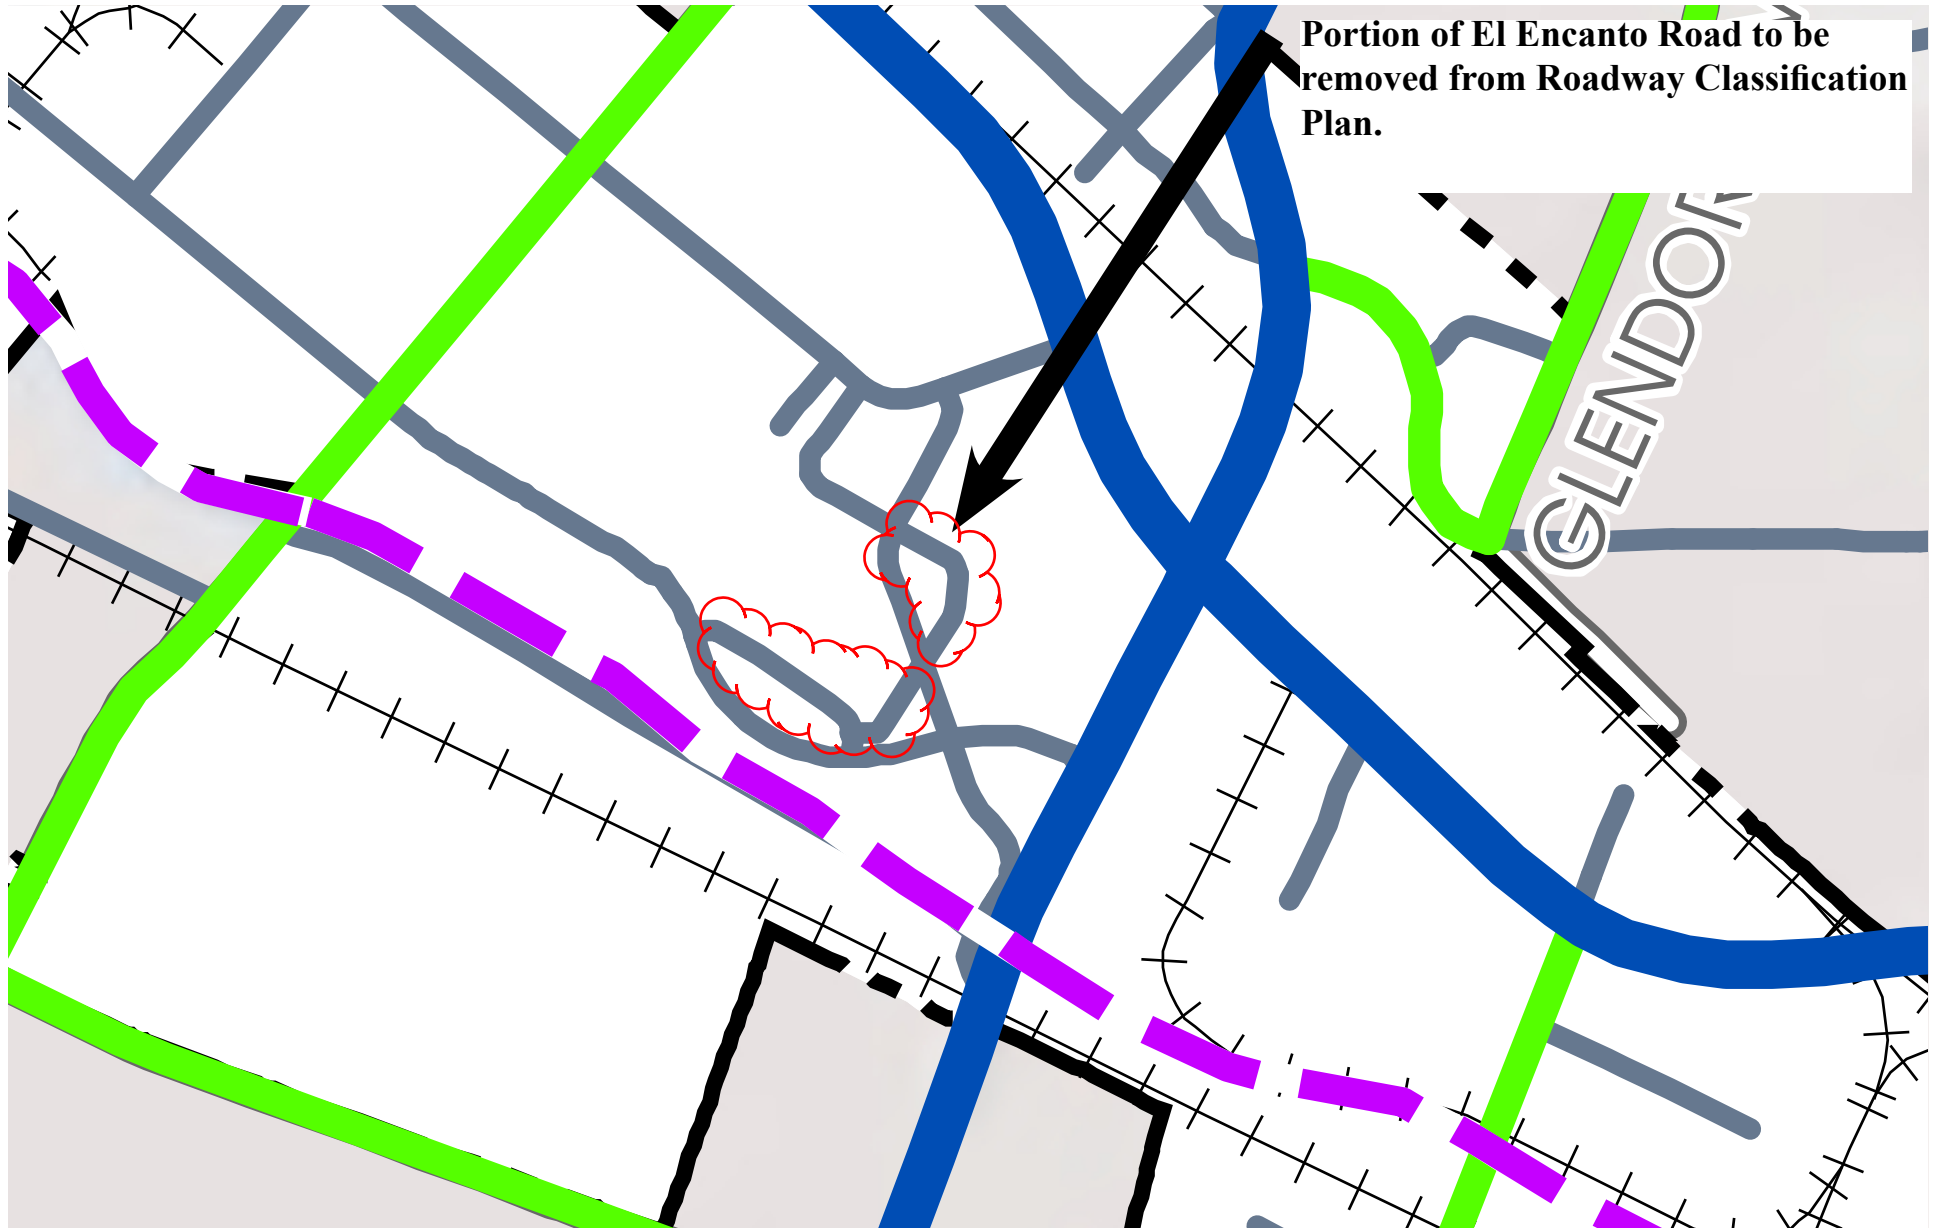 Portion of El Encanto Road to be
removed from Roadway Classification
Plan.
GLENDOR